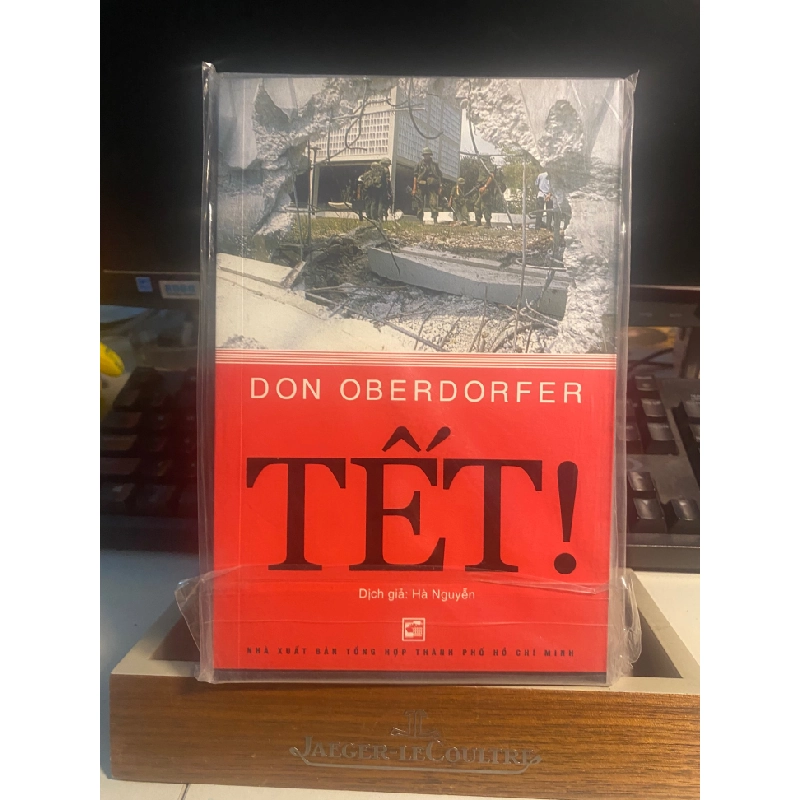 DON OBERDORFER
TẾT!
Dịch giả: Hà Nguyễn
NHÀ XUẤT BẢN TỔNG HỢP THÀNH PHỐ HỒ CHÍ MINH
JAEGER-LECOULTRE